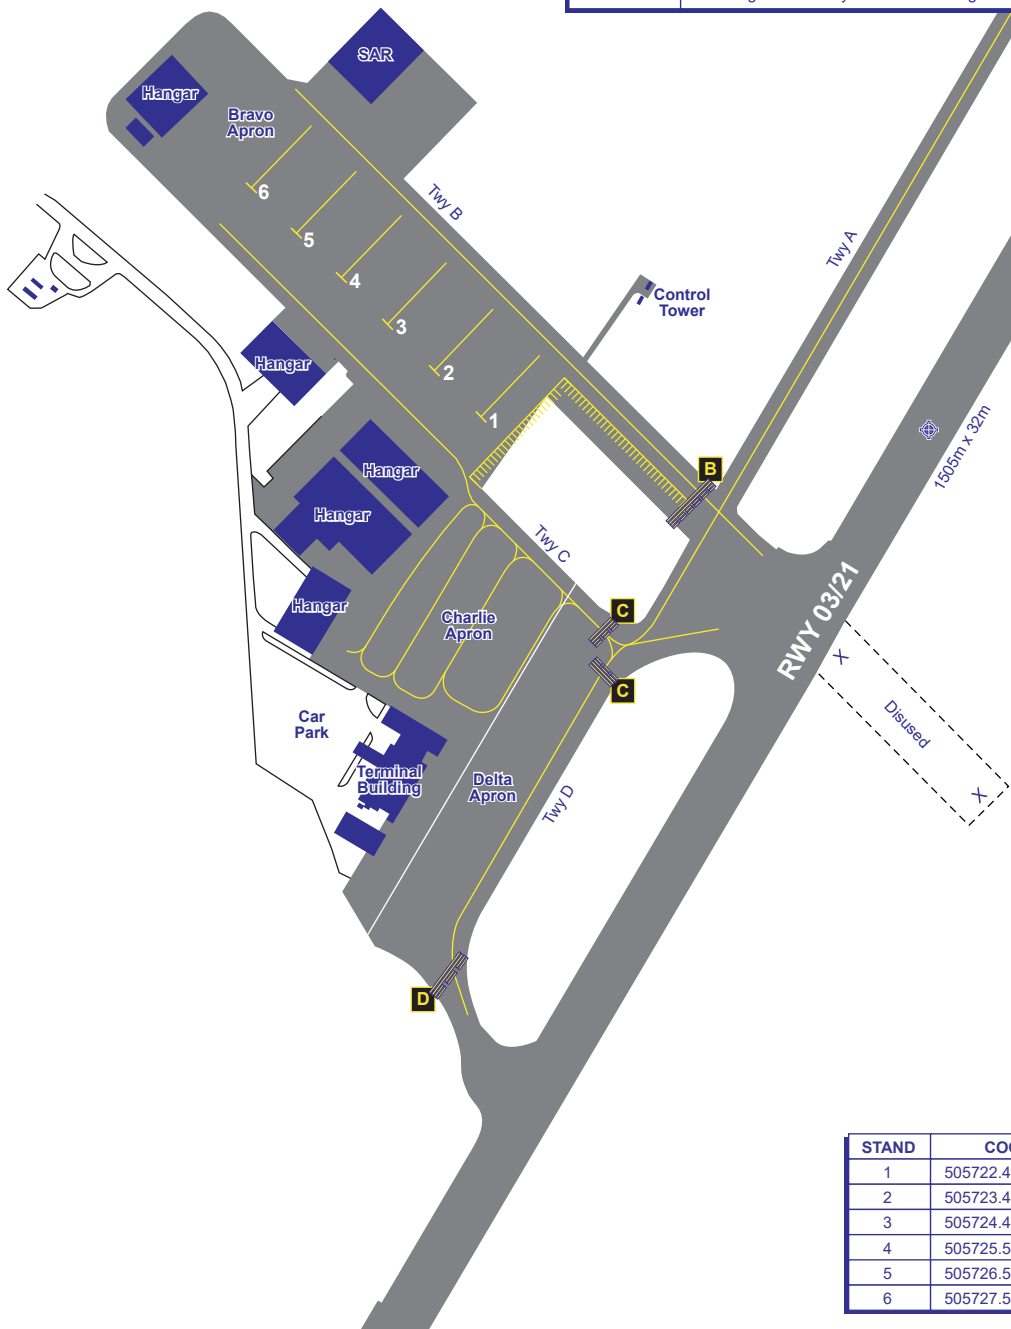 SAR
Hangar
Bravo
Apron
6
5
4
3
2
1
Twy B
Twy A
Control
Tower
Hangar
Hangar
Hangar
Hangar
B
1505m x 32m
Twy C
C
C
Charlie
Apron
RWY 03/21
X
Disused
X
Car
Park
Terminal
Building
Delta
Apron
Twy D
D
STAND
1 505722.4
2 505723.4
3 505724.4
4 505725.5
5 505726.5
6 505727.5